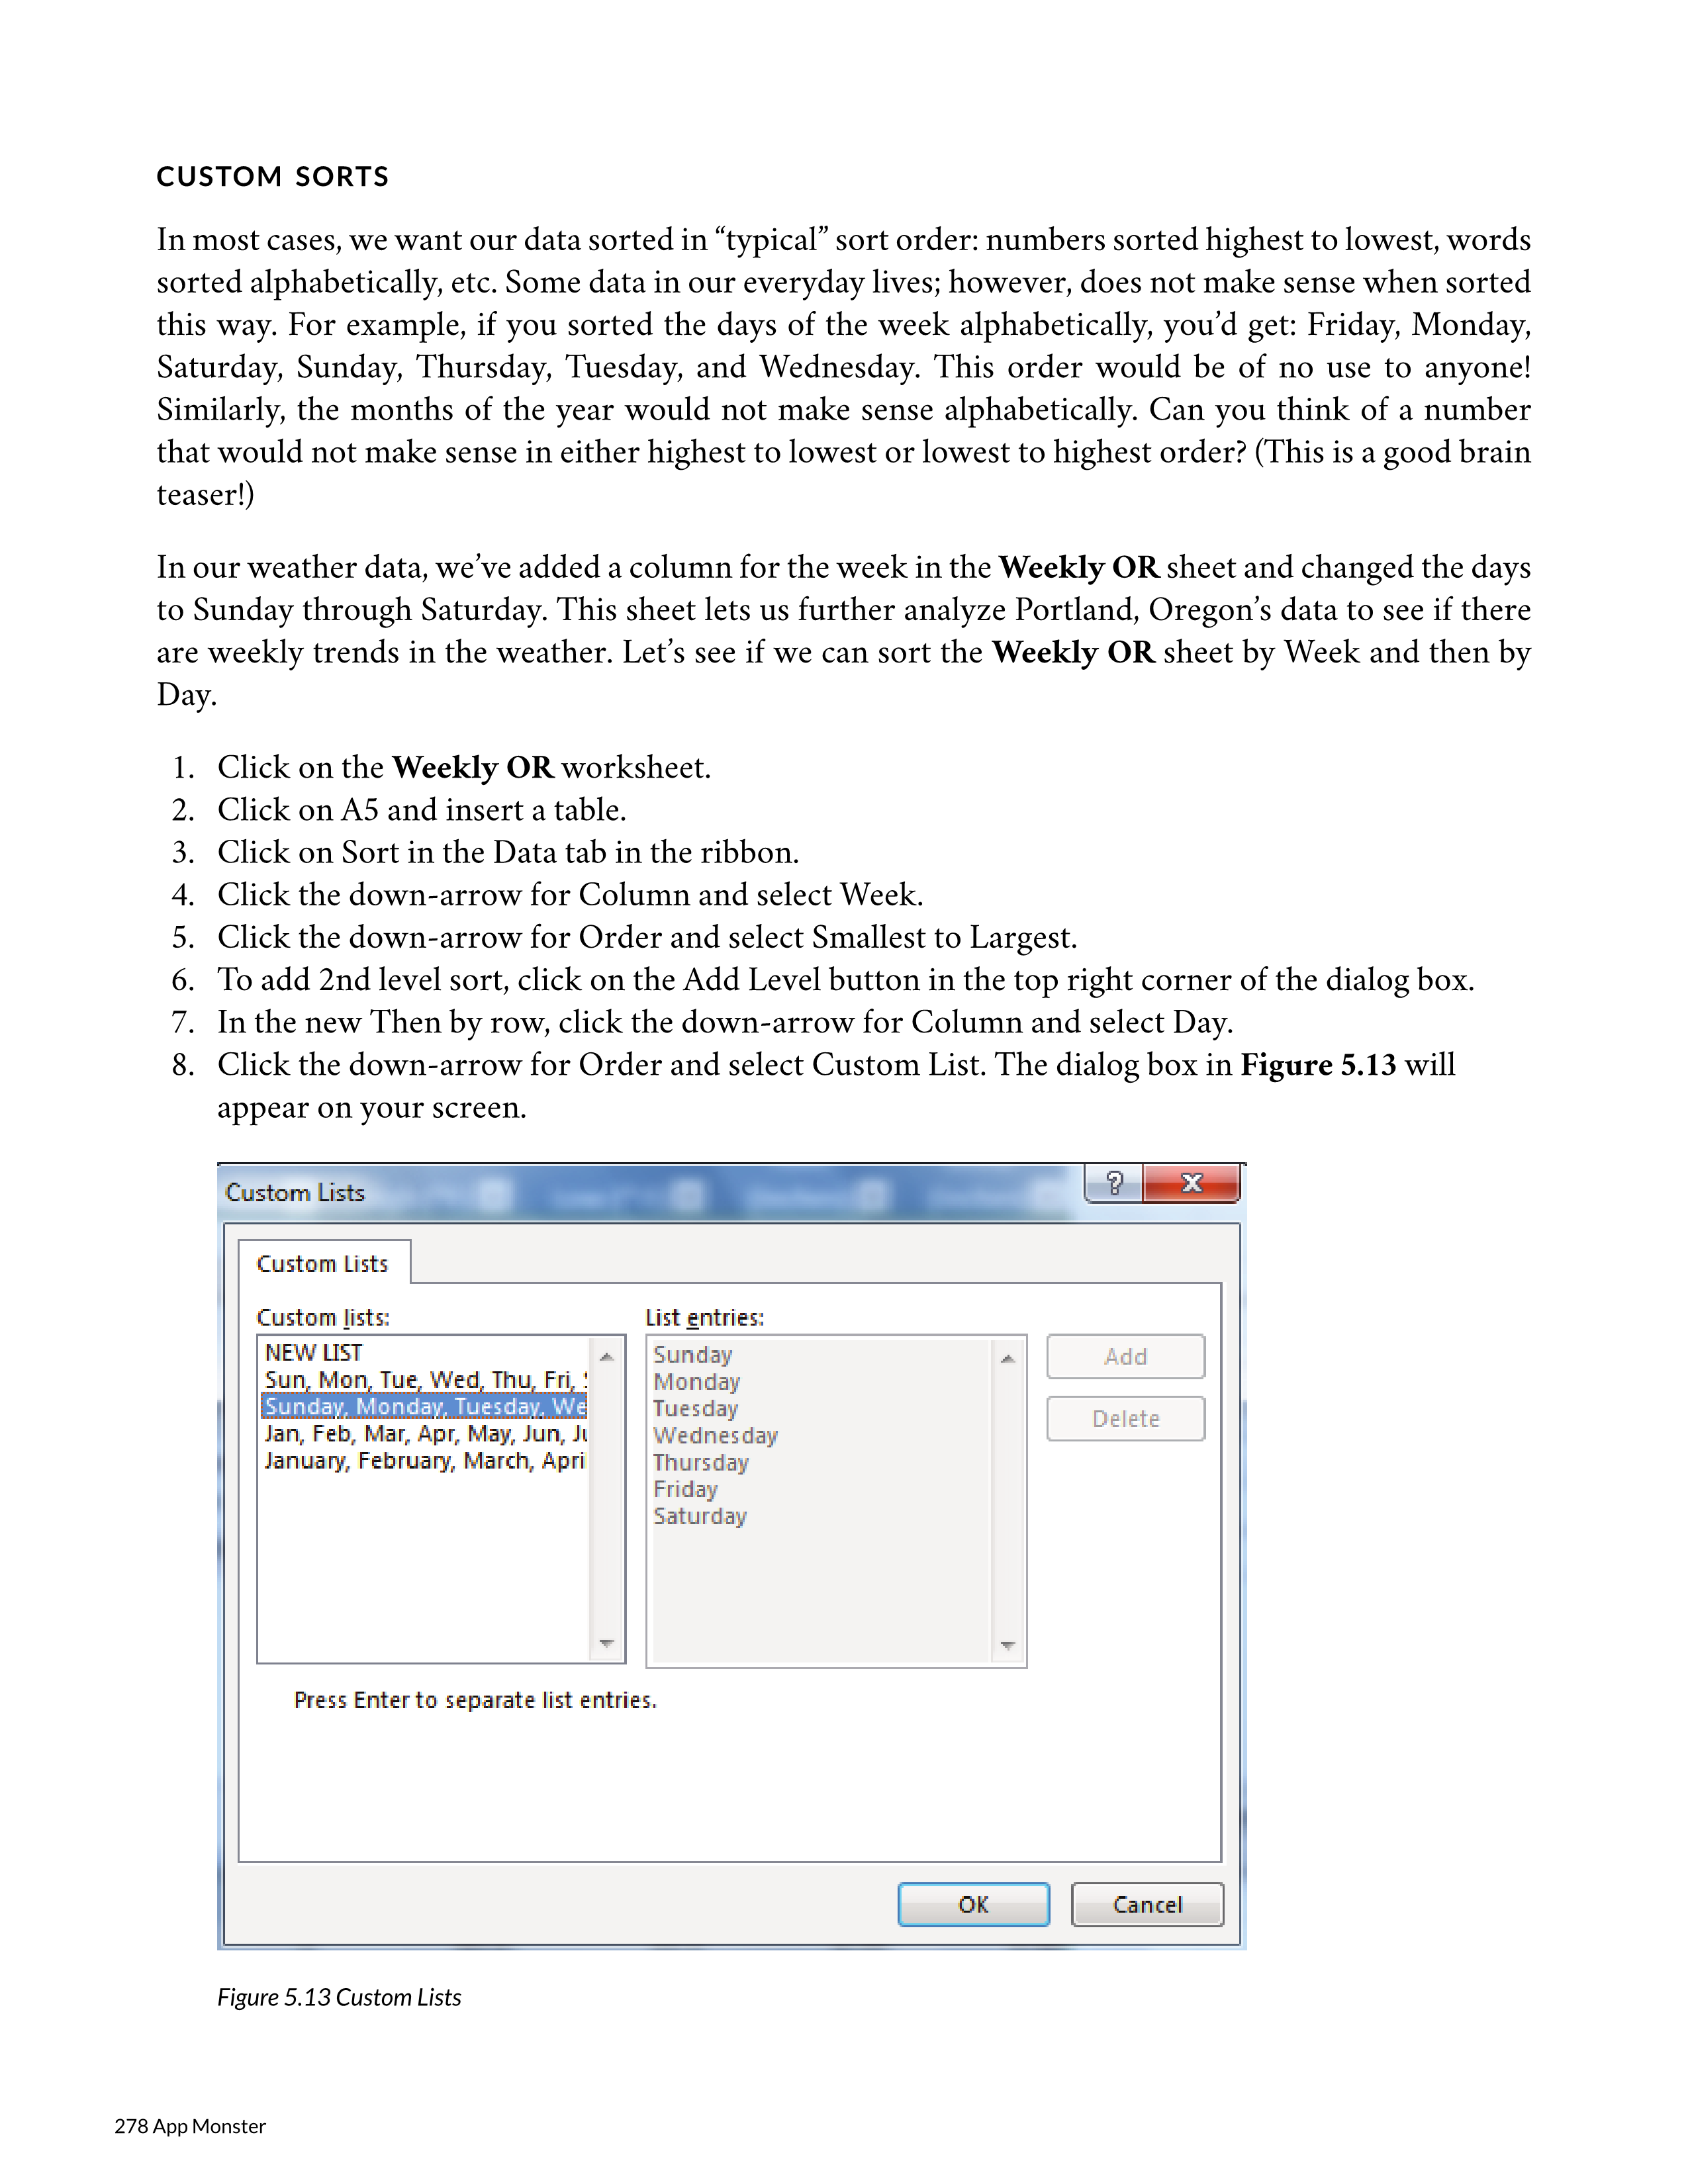 CUSTOM SORTS
In most cases, we want our data sorted in “typical” sort order: numbers sorted highest to lowest, words
sorted alphabetically, etc. Some data in our everyday lives; however, does not make sense when sorted
this way. For example, if you sorted the days of the week alphabetically, you’d get: Friday, Monday,
Saturday, Sunday, Thursday, Tuesday, and Wednesday. This order would be of no use to anyone!
Similarly, the months of the year would not make sense alphabetically. Can you think of a number
that would not make sense in either highest to lowest or lowest to highest order? (This is a good brain
teaser!)
In our weather data, we’ve added a column for the week in the Weekly OR sheet and changed the days
to Sunday through Saturday. This sheet lets us further analyze Portland, Oregon’s data to see if there
are weekly trends in the weather. Let’s see if we can sort the Weekly OR sheet by Week and then by
Day.
1. Click on the Weekly OR worksheet.
2. Click on A5 and insert a table.
3. Click on Sort in the Data tab in the ribbon.
4. Click the down-arrow for Column and select Week.
5. Click the down-arrow for Order and select Smallest to Largest.
6. To add 2nd level sort, click on the Add Level button in the top right corner of the dialog box.
7. In the new Then by row, click the down-arrow for Column and select Day.
8. Click the down-arrow for Order and select Custom List. The dialog box in Figure 5.13 will
appear on your screen.
Custom Lists
Custom Lists
Custom lists:
NEW LIST
Sun, Mon, Tue, Wed, Thu, Fri,
Sunday, Monday, Tuesday, We
Jan, Feb, Mar, Apr, May, Jun, Ju
January, February, March, Apri
List entries:
Sunday
Monday
Tuesday
Wednesday
Thursday
Friday
Saturday
Add
Delete
Press Enter to separate list entries.
OK
Cancel
Figure 5.13 Custom Lists
278 App Monster